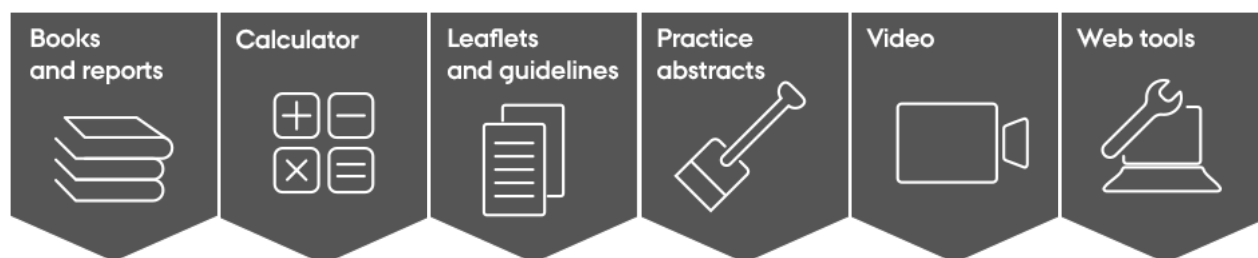 Books
and reports
Calculator
Leaflets
and guidelines
Practice
abstracts
Video
Web tools